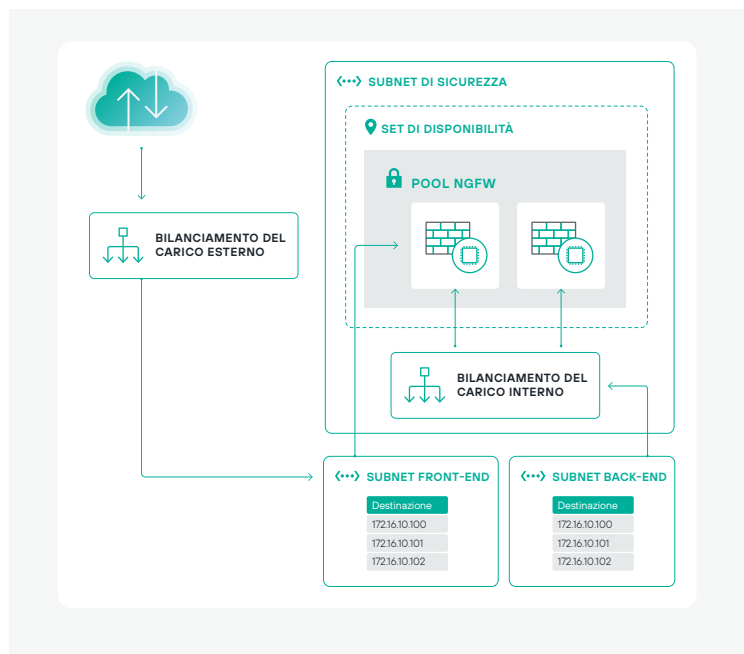 SUBNET DI SICUREZZA
SET DI DISPONIBILITÀ
POOL NGFW
BILANCIAMENTO DEL
CARICO ESTERNO
BILANCIAMENTO DEL
CARICO INTERNO
SUBNET FRONT-END
Destinazione
172.16.10.100
172.16.10.101
172.16.10.102
SUBNET BACK-END
Destinazione
172.16.10.100
172.16.10.101
172.16.10.102